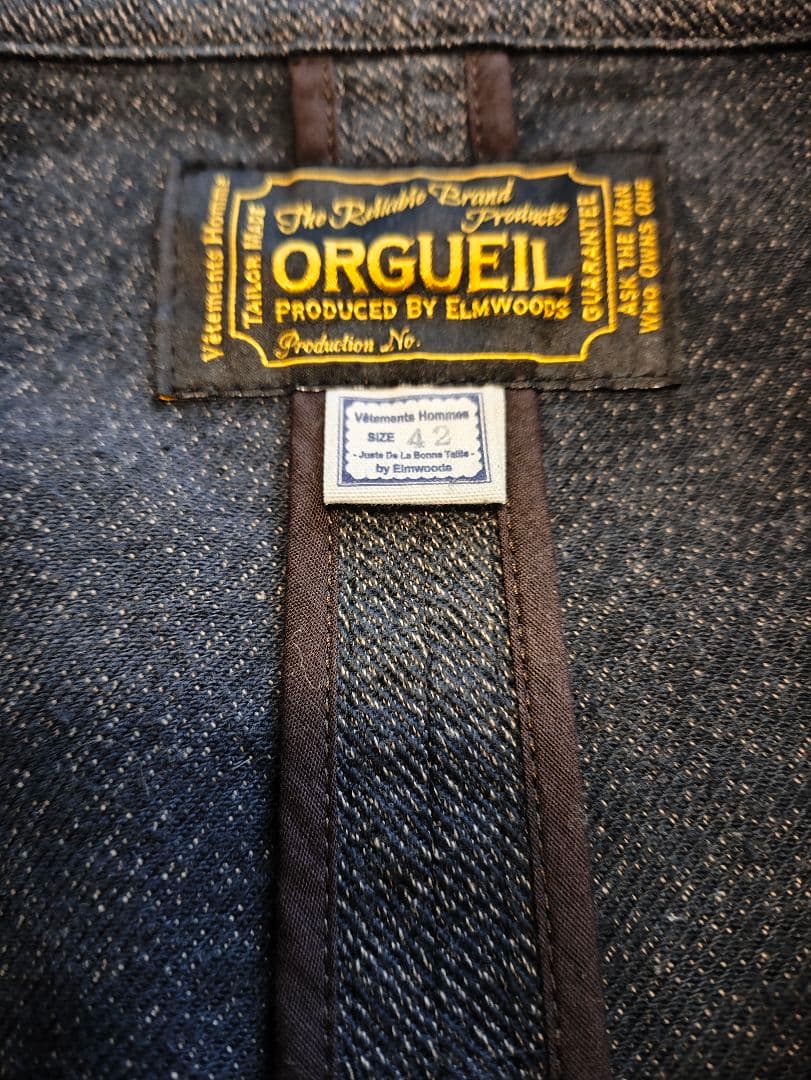 Vêtements Homme
TAILOR MADE
The Reliable Brand
Products
ORGUEIL
PRODUCED BY ELMWOODS
Production No.
GUARANTEE
ASK THE MAN
WHO OWNS ONE
Vêtements Hommes
SIZE 42
- Juste De La Bonne Taille -
by Elmwoods